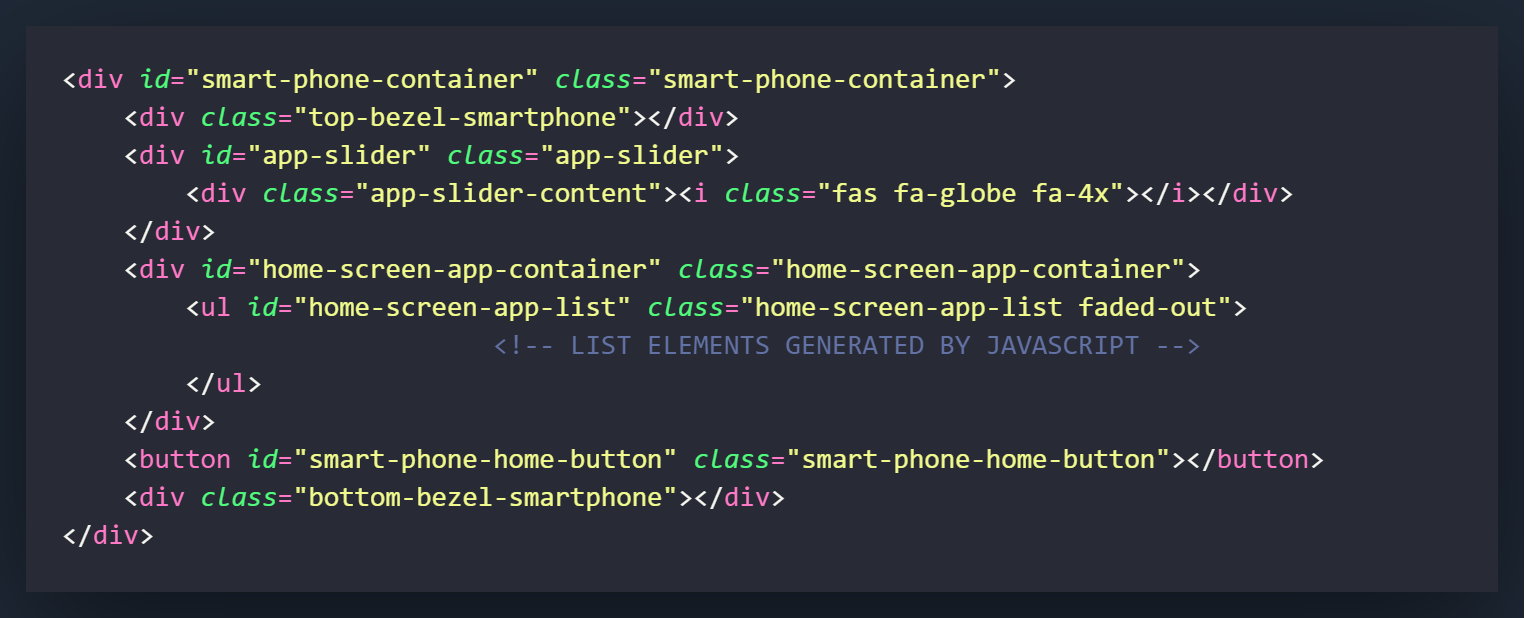 <div id="smart-phone-container" class="smart-phone-container">
    <div class="top-bezel-smartphone"></div>
    <div id="app-slider" class="app-slider">
        <div class="app-slider-content"><i class="fas fa-globe fa-4x"></i></div>
    </div>
    <div id="home-screen-app-container" class="home-screen-app-container">
        <ul id="home-screen-app-list" class="home-screen-app-list faded-out">
                            <!-- LIST ELEMENTS GENERATED BY JAVASCRIPT -->
        </ul>
    </div>
    <button id="smart-phone-home-button" class="smart-phone-home-button"></button>
    <div class="bottom-bezel-smartphone"></div>
</div>